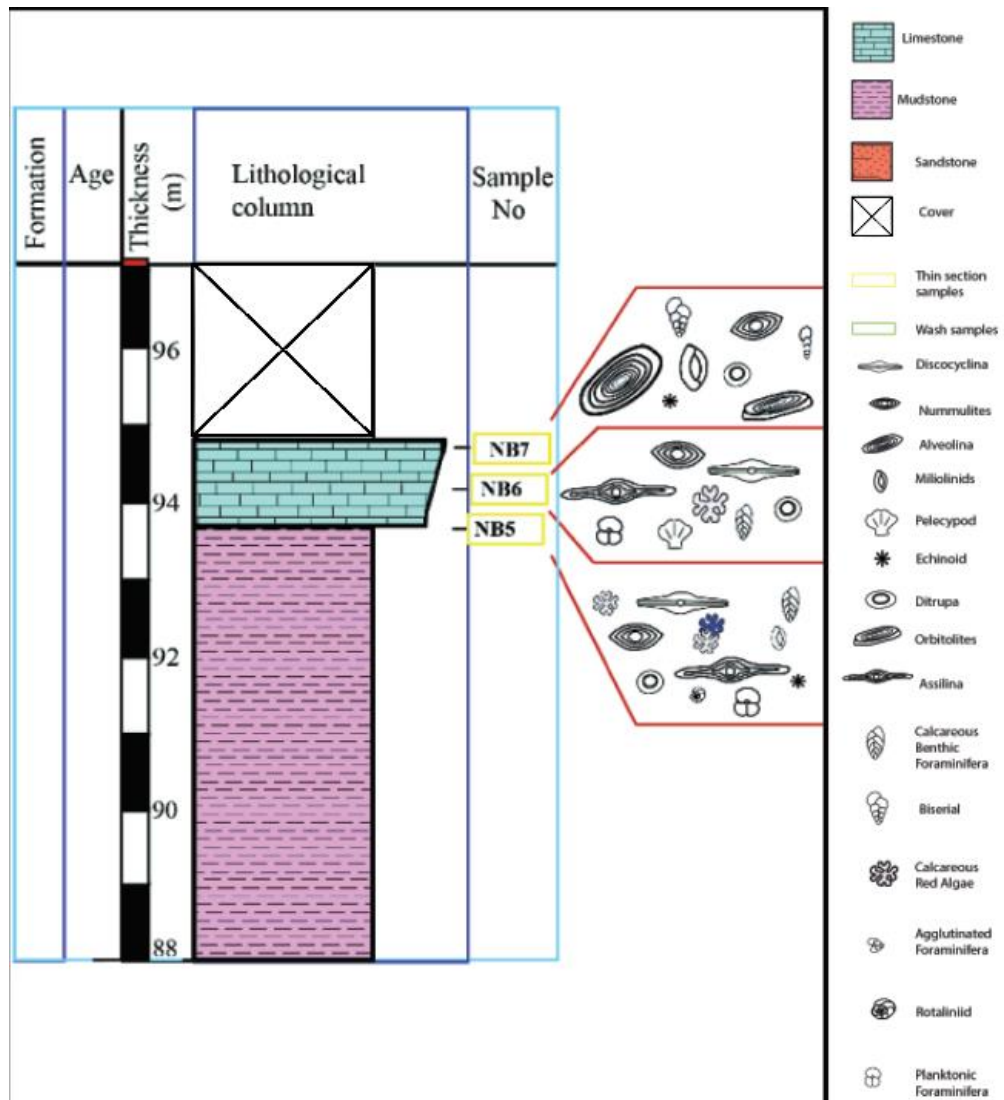 Formation
Age
Thickness
(m)
Lithological
column
Sample
No
96
94
92
90
88
NB7
NB6
NB5
Limestone
Mudstone
Sandstone
Cover
Thin section
samples
Wash samples
Discocyclina
Nummulites
Alveolina
Miliolinids
Pelecypod
Echinoid
Ditrupa
Orbitolites
Assilina
Calcareous
Benthic
Foraminifera
Biserial
Calcareous
Red Algae
Agglutinated
Foraminifera
Rotaliniid
Planktonic
Foraminifera